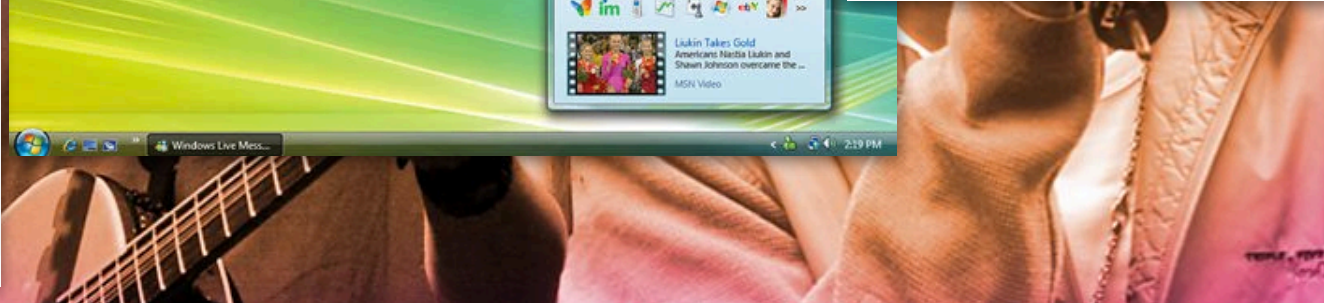 im
ebY
Liukin Takes Gold
Americans Nastia Liukin and
Shawn Johnson overcame the ...
MSN Video
Windows Live Mess...
2:19 PM